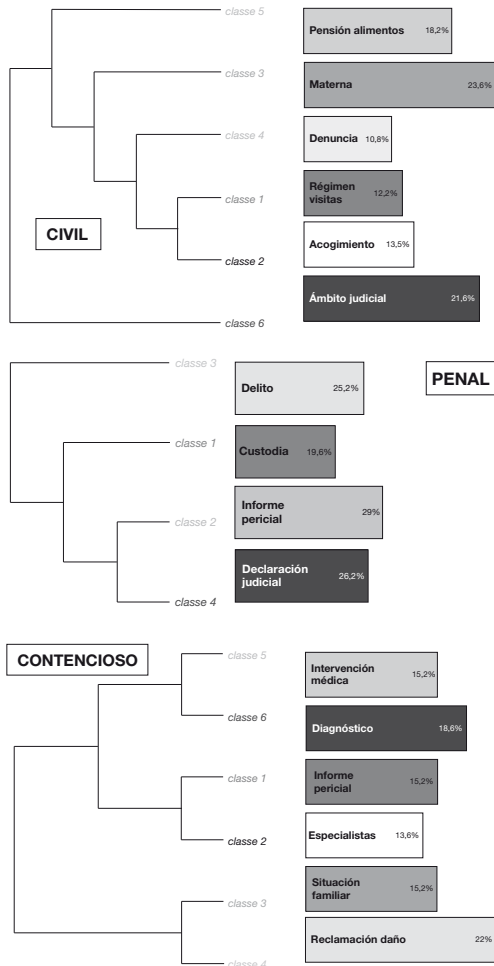 classe 5
Pensión alimentos 18,2%
classe 3
Materna 23,6%
classe 4
Denuncia 10,8%
classe 1
Régimen
visitas 12,2%
CIVIL
classe 2
Acogimiento 13,5%
Ámbito judicial 21,6%
classe 6
classe 3
PENAL
Delito 25,2%
classe 1
Custodia 19,6%
classe 2
Informe
pericial 29%
Declaración
judicial 26,2%
classe 4
CONTENCIOSO
classe 5
Intervención
médica 15,2%
classe 6
Diagnóstico 18,6%
classe 1
Informe
pericial 15,2%
classe 2
Especialistas 13,6%
classe 3
Situación
familiar 15,2%
Reclamación daño 22%
classe 4